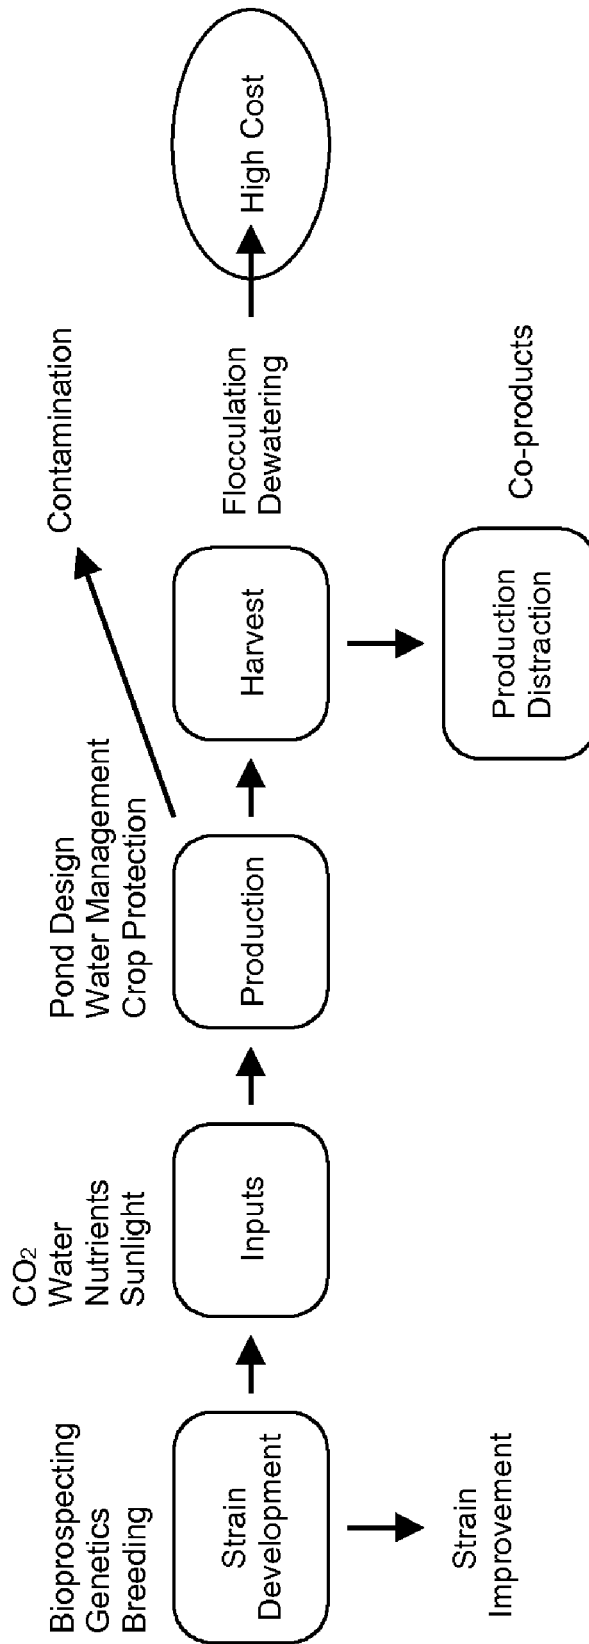 Bioprospecting
Genetics
Breeding
Strain
Development
Strain
Improvement
CO₂
Water
Nutrients
Sunlight
Inputs
Pond Design
Water Management
Crop Protection
Production
Contamination
Harvest
Flocculation
Dewatering
High Cost
Production
Distraction
Co-products